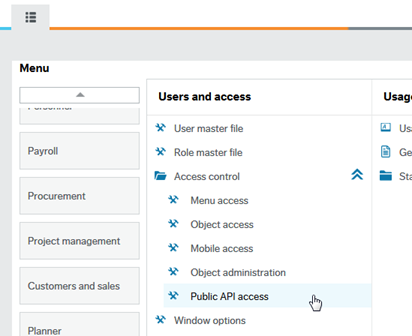 Menu
Personnel
Payroll
Procurement
Project management
Customers and sales
Planner
Users and access
User master file
Role master file
Access control
Menu access
Object access
Mobile access
Object administration
Public API access
Window options
Usag
Us
Ge
Sta